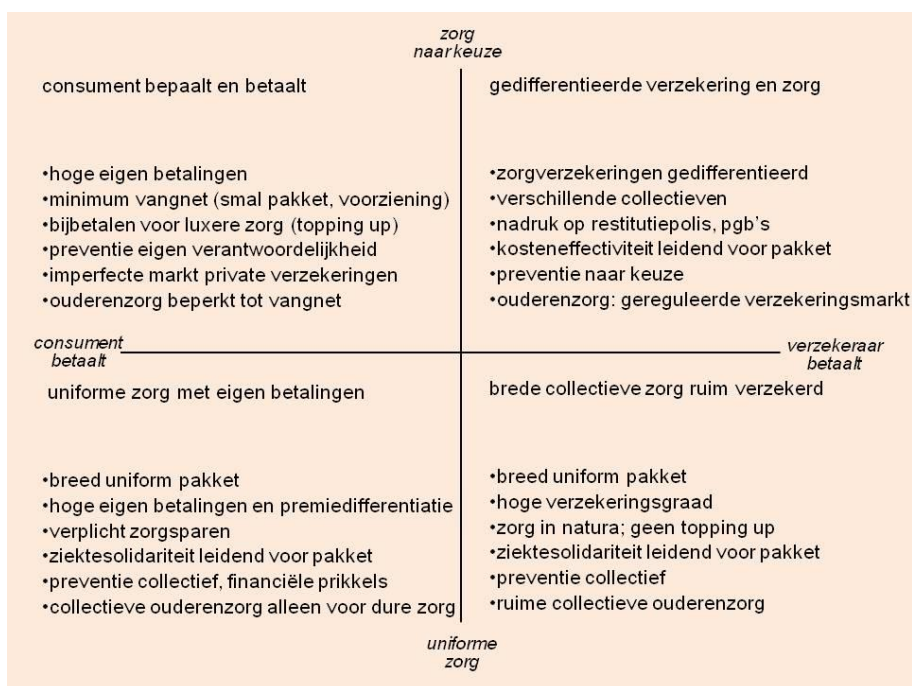 zorg
naar keuze
consument bepaalt en betaalt
•hoge eigen betalingen
•minimum vangnet (smal pakket, voorziening)
•bijbetalen voor luxere zorg (topping up)
•preventie eigen verantwoordelijkheid
•imperfecte markt private verzekeringen
•ouderenzorg beperkt tot vangnet
gedifferentieerde verzekering en zorg
•zorgverzekeringen gedifferentieerd
•verschillende collectieven
•nadruk op restitutiepolis, pgb's
•kosteneffectiviteit leidend voor pakket
•preventie naar keuze
•ouderenzorg: gereguleerde verzekeringsmarkt
consument
betaalt
verzekeraar
betaalt
uniforme zorg met eigen betalingen
•breed uniform pakket
•hoge eigen betalingen en premiedifferentiatie
•verplicht zorgsparen
•ziektesolidariteit leidend voor pakket
•preventie collectief, financiële prikkels
•collectieve ouderenzorg alleen voor dure zorg
brede collectieve zorg ruim verzekerd
•breed uniform pakket
•hoge verzekeringsgraad
•zorg in natura; geen topping up
•ziektesolidariteit leidend voor pakket
•preventie collectief
•ruime collectieve ouderenzorg
uniforme
zorg